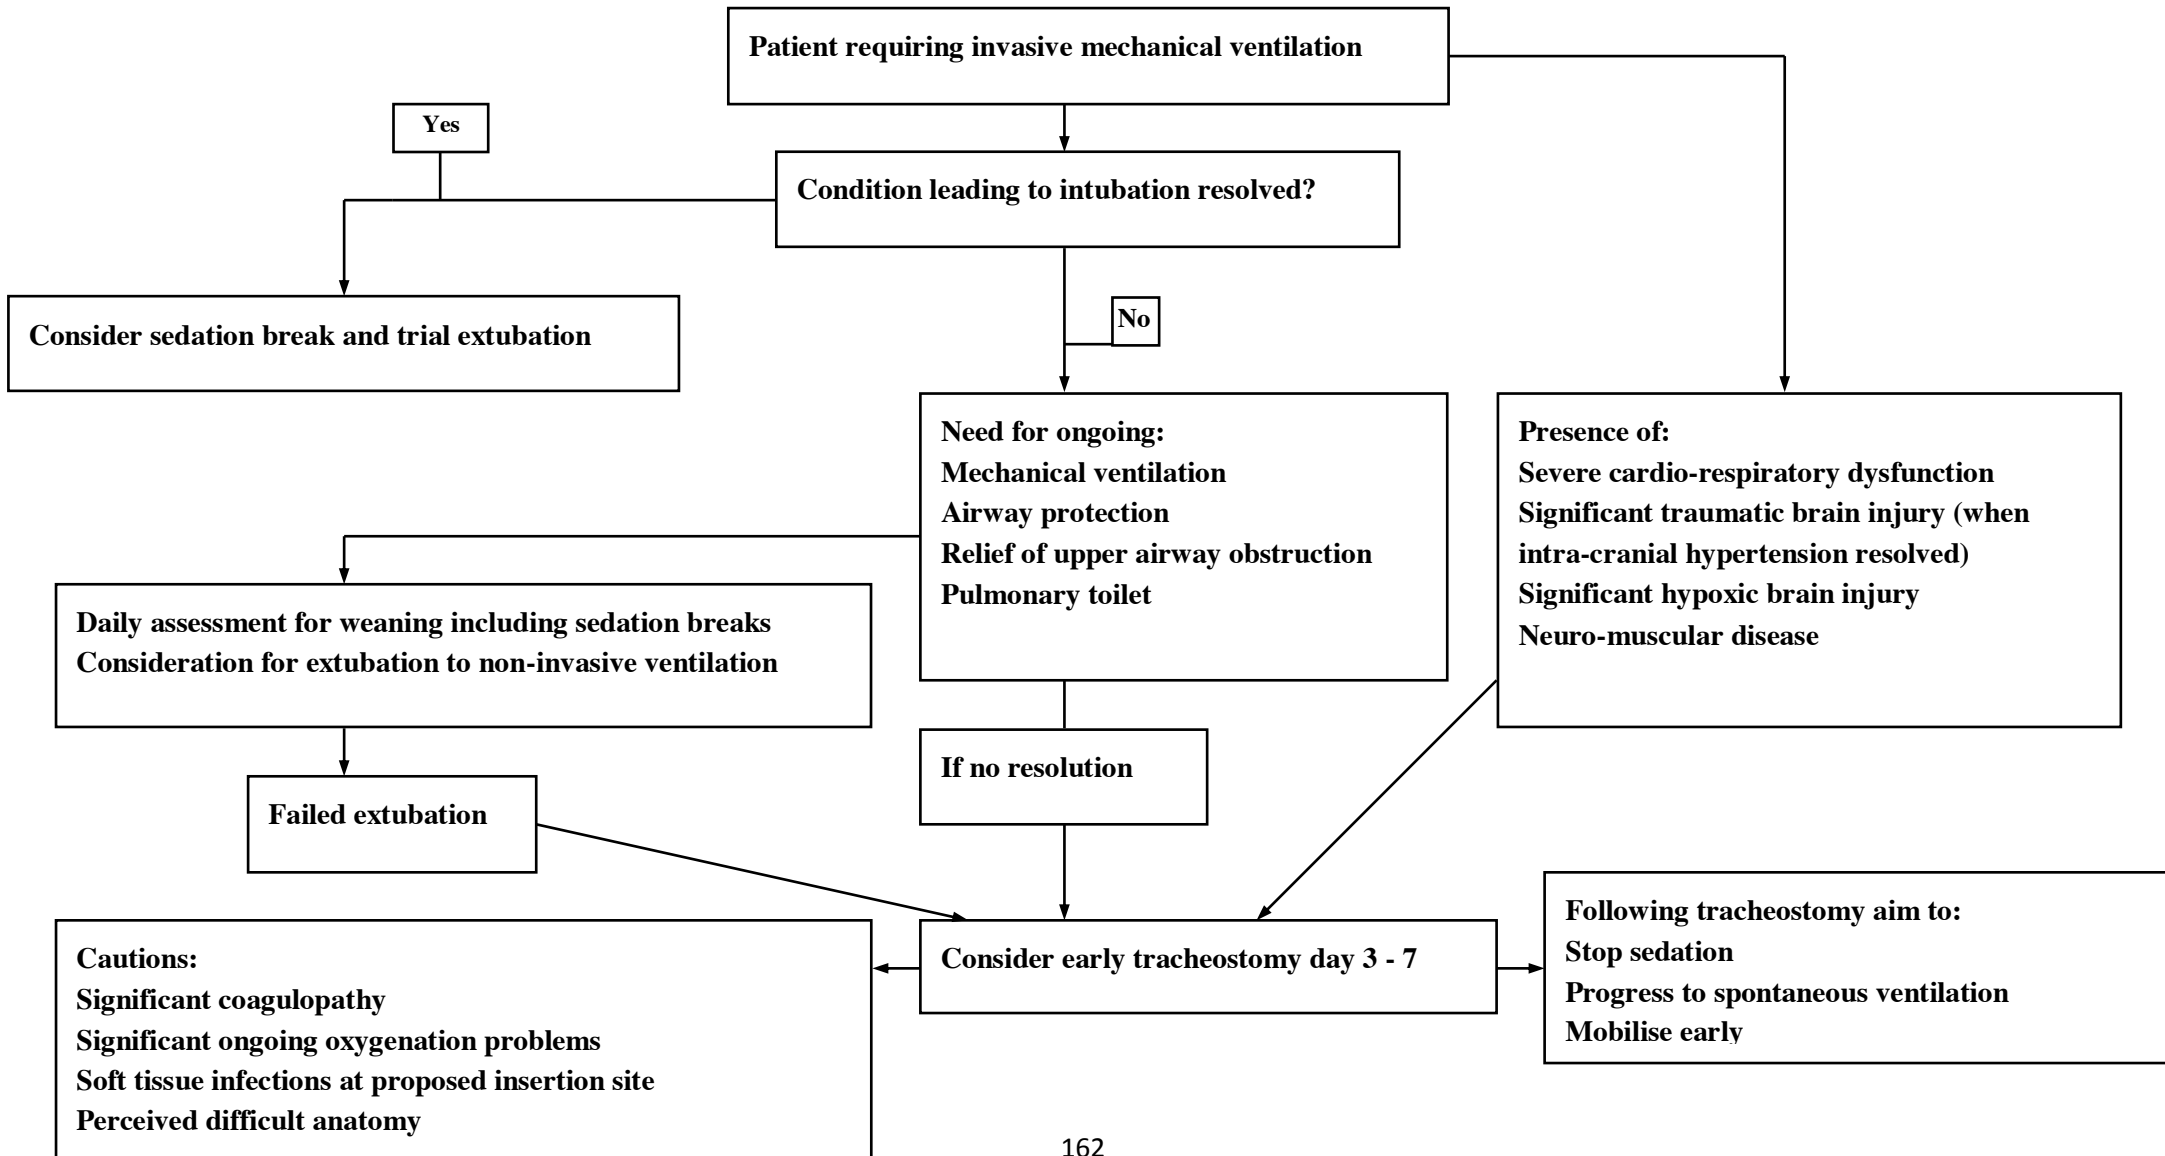 Patient requiring invasive mechanical ventilation
Yes
Condition leading to intubation resolved?
Consider sedation break and trial extubation
No
Need for ongoing:
Mechanical ventilation
Airway protection
Relief of upper airway obstruction
Pulmonary toilet
Presence of:
Severe cardio-respiratory dysfunction
Significant traumatic brain injury (when
intra-cranial hypertension resolved)
Significant hypoxic brain injury
Neuro-muscular disease
Daily assessment for weaning including sedation breaks
Consideration for extubation to non-invasive ventilation
If no resolution
Failed extubation
Consider early tracheostomy day 3 - 7
Following tracheostomy aim to:
Stop sedation
Progress to spontaneous ventilation
Mobilise early
Cautions:
Significant coagulopathy
Significant ongoing oxygenation problems
Soft tissue infections at proposed insertion site
Perceived difficult anatomy
162